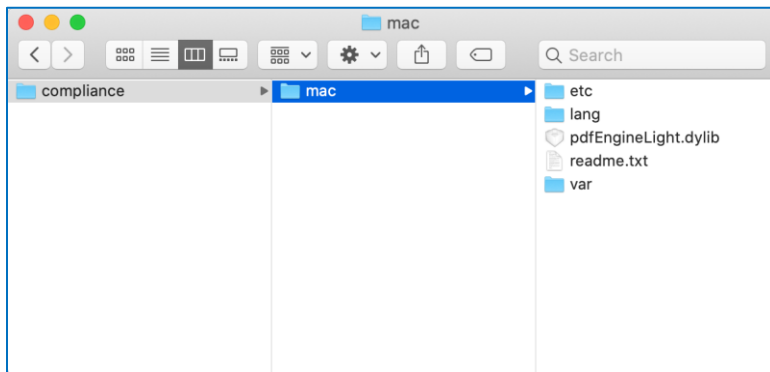 mac
Search
compliance
mac
etc
lang
pdfEngineLight.dylib
readme.txt
var